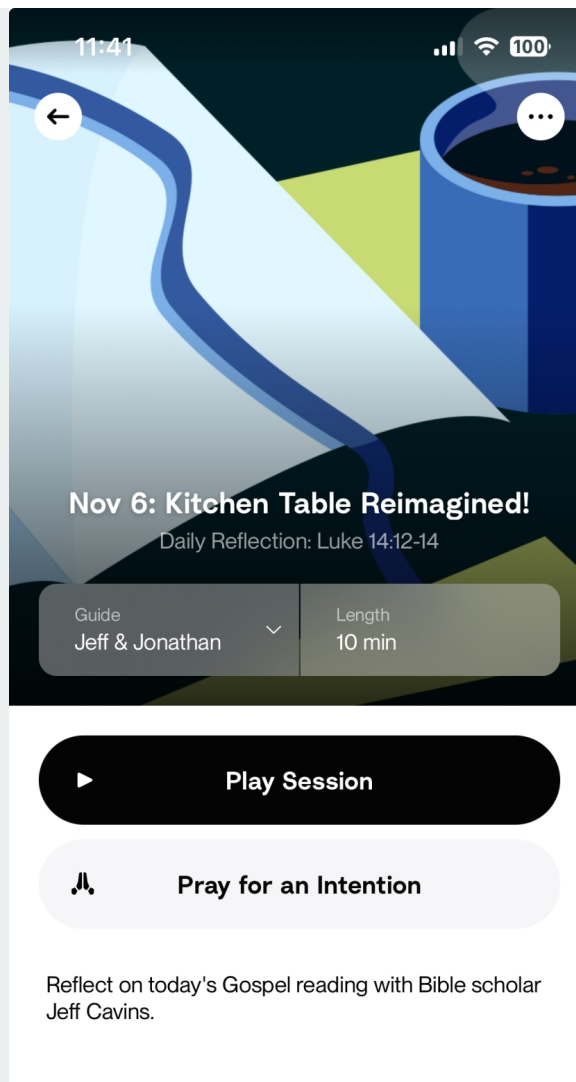 11:41
100
Nov 6: Kitchen Table Reimagined!
Daily Reflection: Luke 14:12-14
Guide
Jeff & Jonathan
Length
10 min
Play Session
Pray for an Intention
Reflect on today's Gospel reading with Bible scholar
Jeff Cavins.